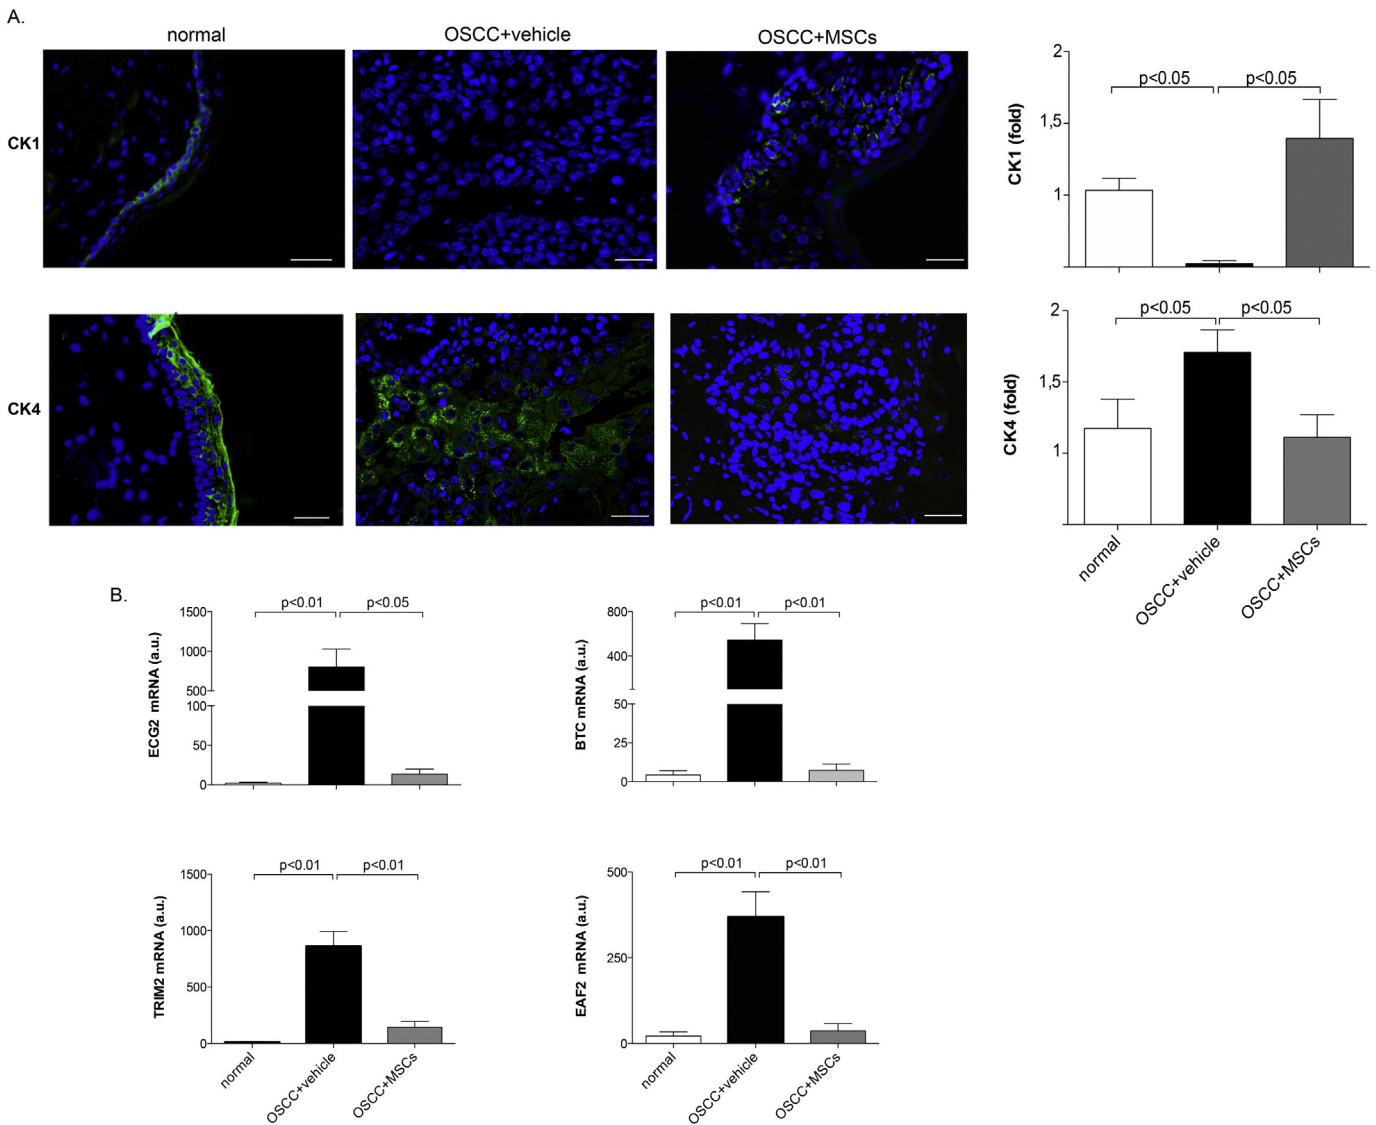 A.
normal
OSCC+vehicle
OSCC+MSCs
CK1
CK4
CK1 (fold)
2
1,5
1
p<0.05
p<0.05
CK4 (fold)
2
1,5
1
p<0.05
p<0.05
normal
OSCC+vehicle
OSCC+MSCs
B.
ECG2 mRNA (a.u.)
1500
1000
500
100
50
0
p<0.01
p<0.05
BTC mRNA (a.u.)
800
400
50
25
0
p<0.01
p<0.01
TRIM2 mRNA (a.u.)
1500
1000
500
0
p<0.01
p<0.01
normal
OSCC+vehicle
OSCC+MSCs
EAF2 mRNA (a.u.)
500
250
0
p<0.01
p<0.01
normal
OSCC+vehicle
OSCC+MSCs